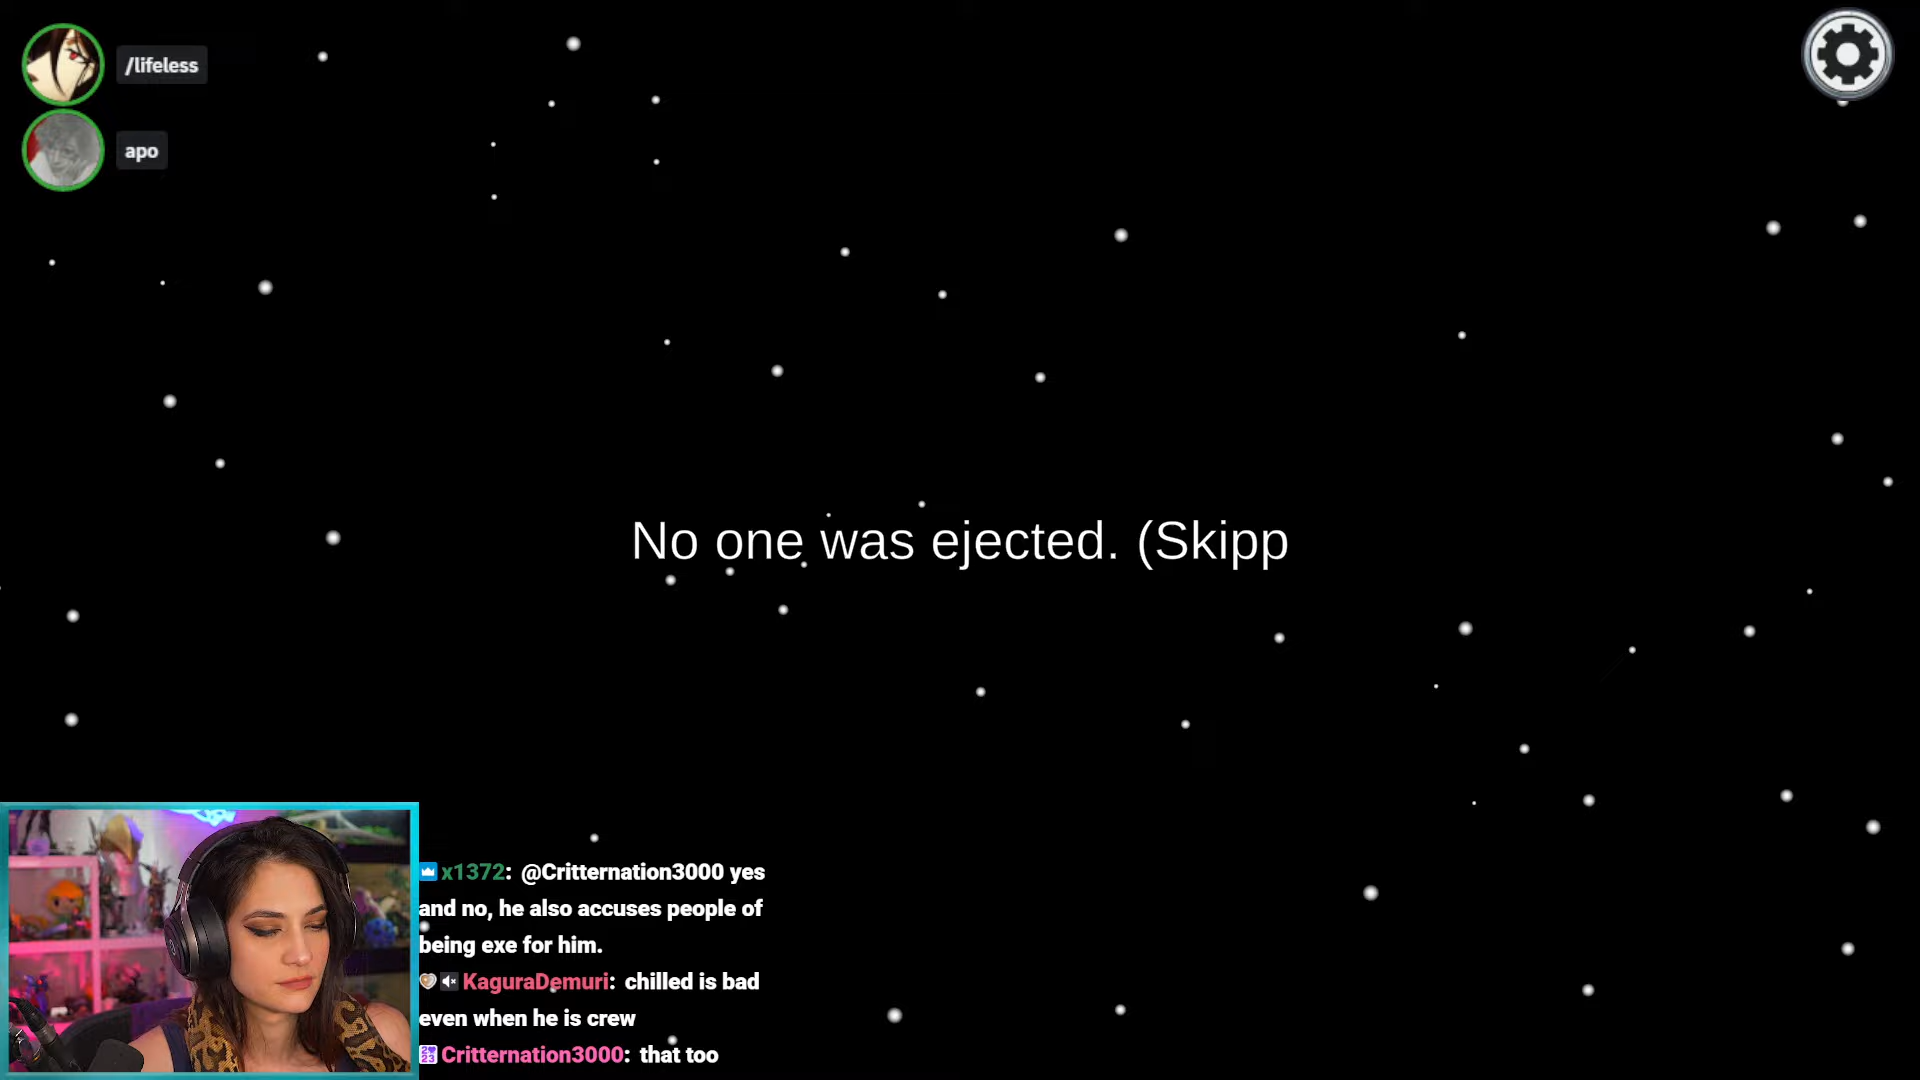 /lifeless
apo
No one was ejected. (Skipp
x1372: @Critternation3000 yes
and no, he also accuses people of
being exe for him.
KaguraDemuri: chilled is bad
even when he is crew
Critternation3000: that too